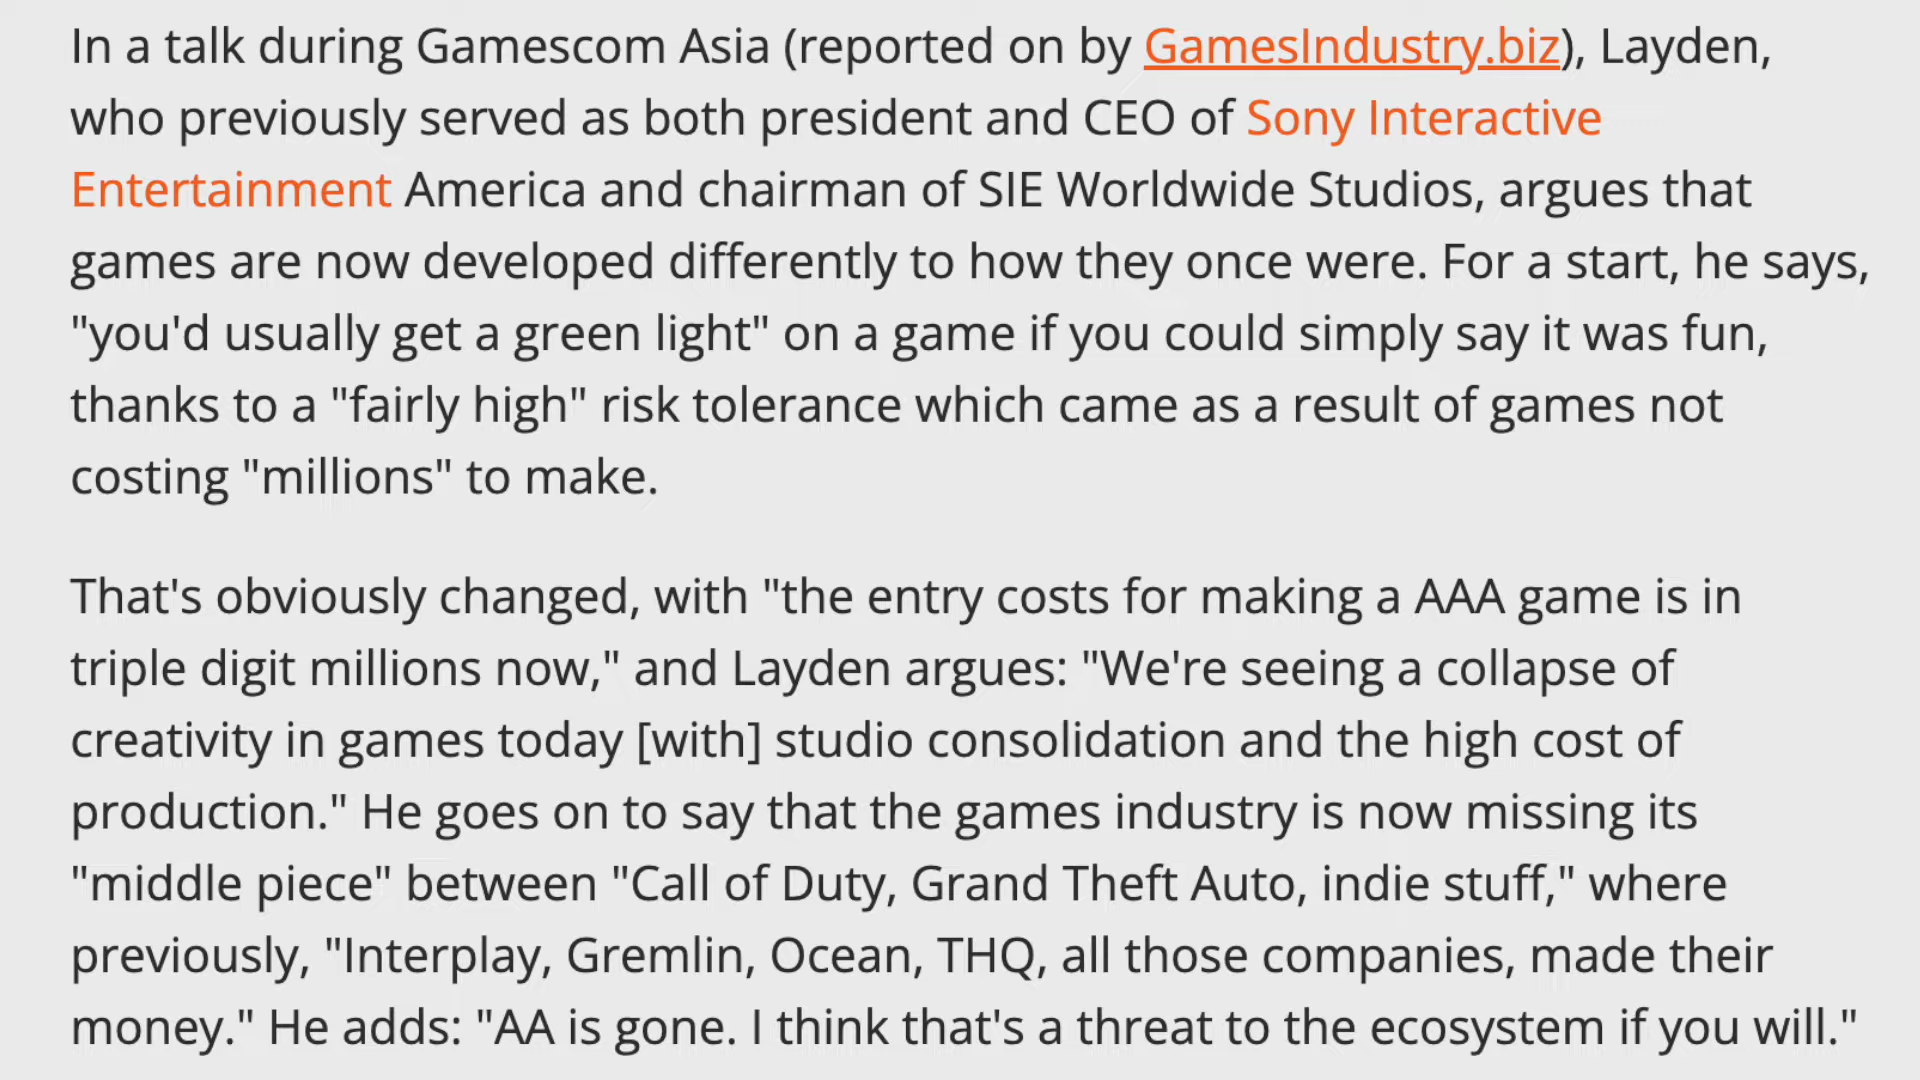 In a talk during Gamescom Asia (reported on by GamesIndustry.biz), Layden,
who previously served as both president and CEO of Sony Interactive
Entertainment America and chairman of SIE Worldwide Studios, argues that
games are now developed differently to how they once were. For a start, he says,
"you'd usually get a green light" on a game if you could simply say it was fun,
thanks to a "fairly high" risk tolerance which came as a result of games not
costing "millions" to make.
That's obviously changed, with "the entry costs for making a AAA game is in
triple digit millions now," and Layden argues: "We're seeing a collapse of
creativity in games today [with] studio consolidation and the high cost of
production." He goes on to say that the games industry is now missing its
"middle piece" between "Call of Duty, Grand Theft Auto, indie stuff," where
previously, "Interplay, Gremlin, Ocean, THQ, all those companies, made their
money." He adds: "AA is gone. I think that's a threat to the ecosystem if you will."